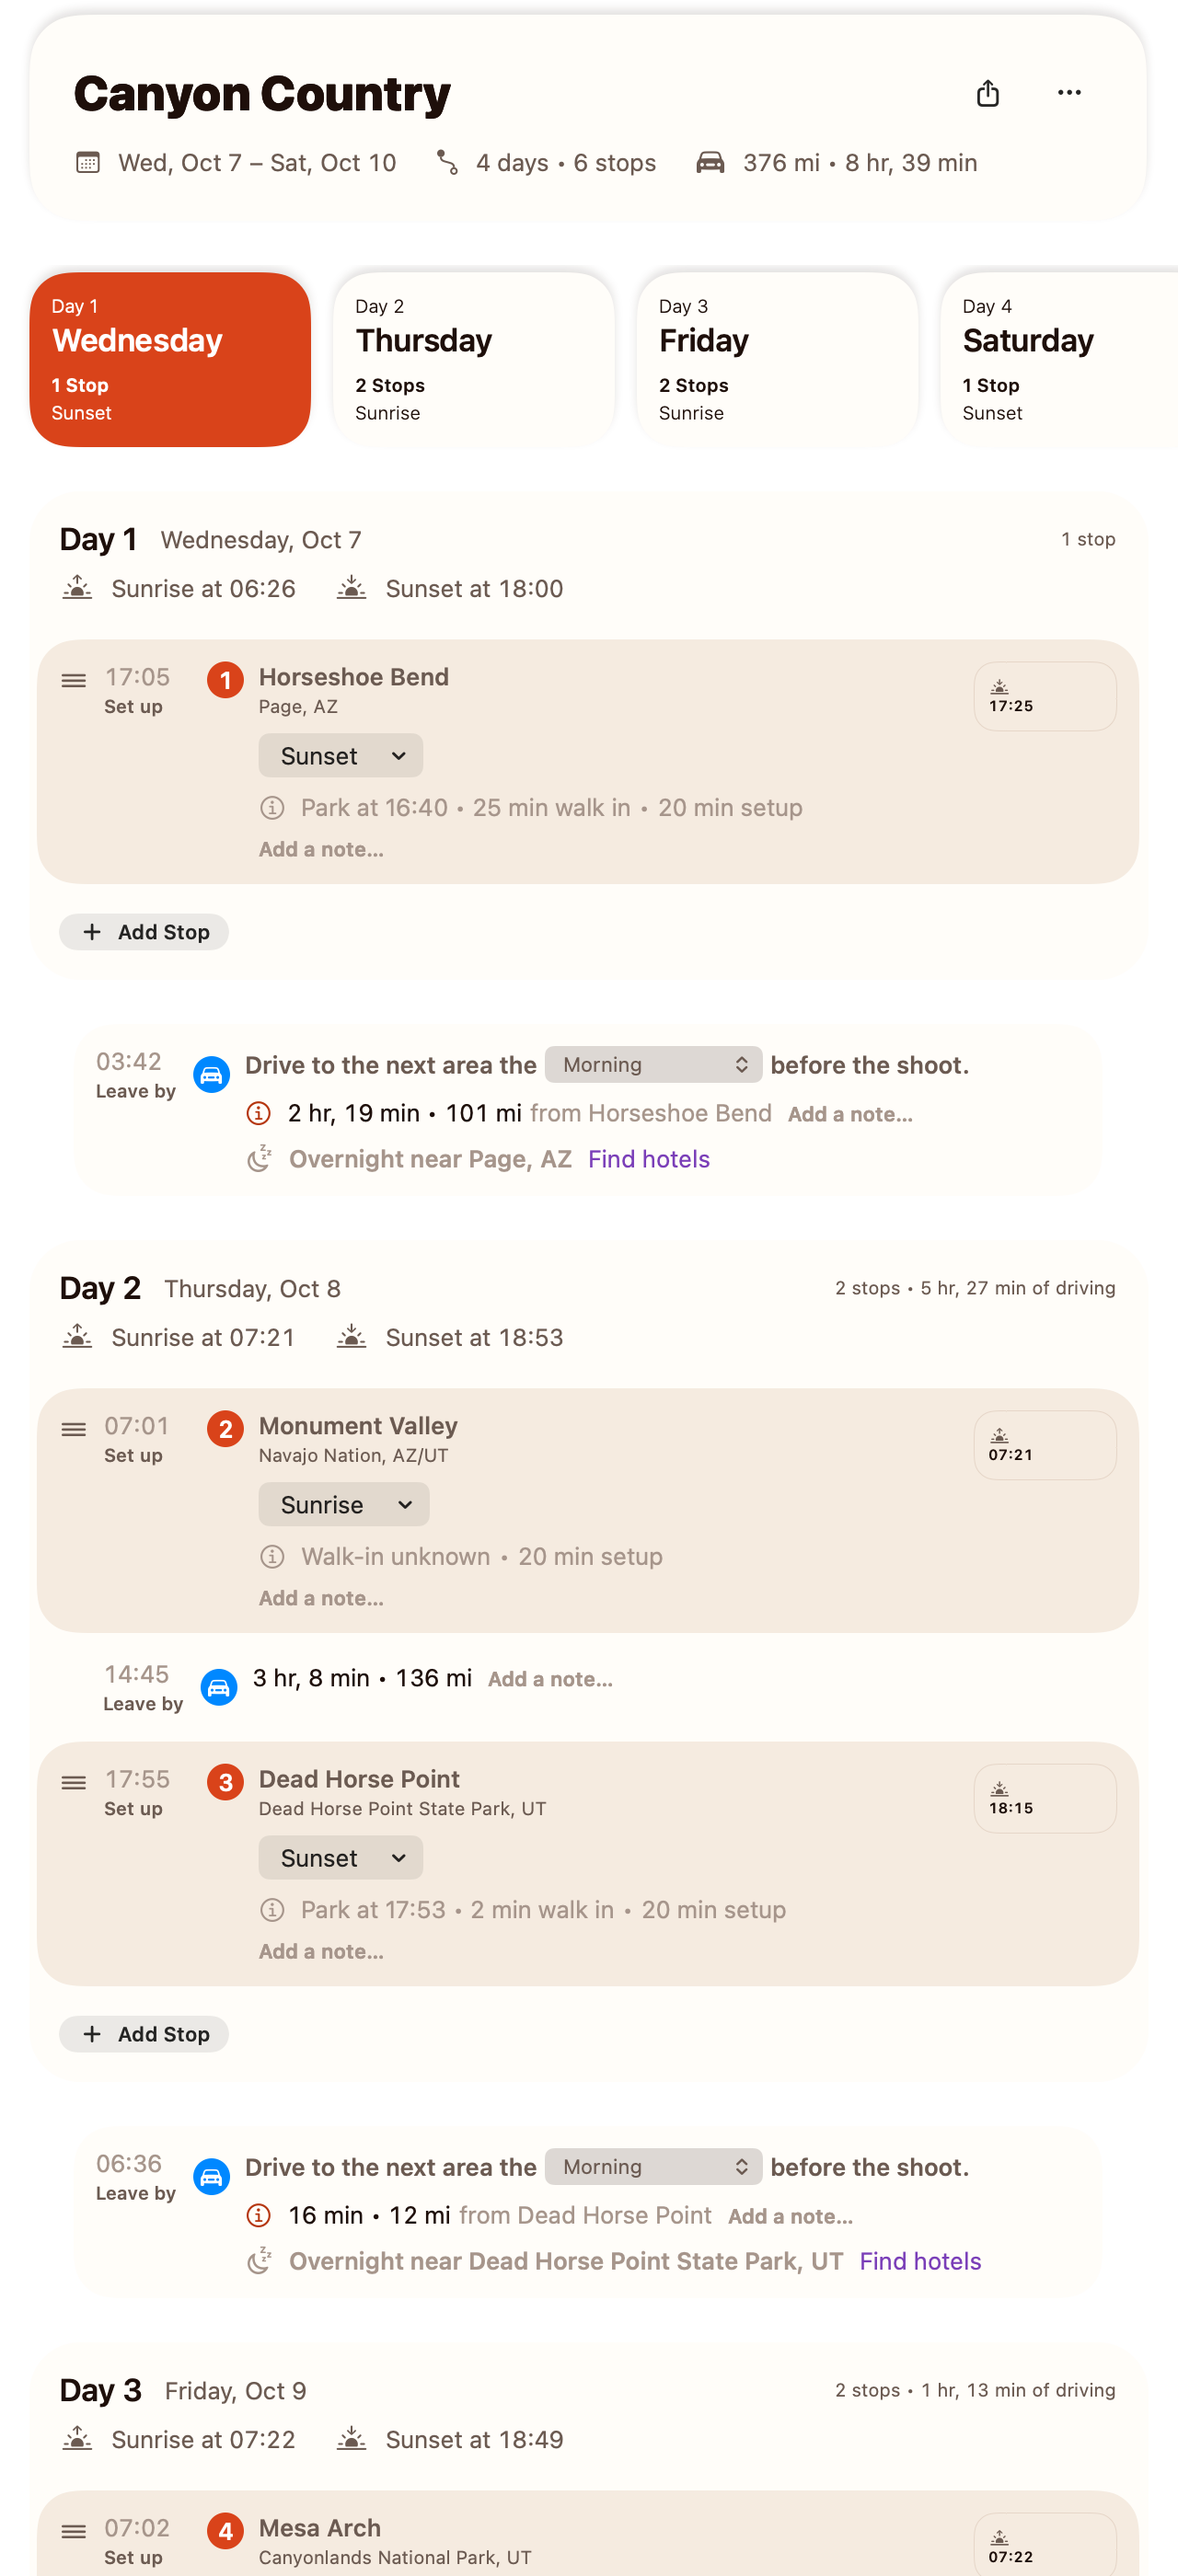 Canyon Country
Wed, Oct 7 – Sat, Oct 10 4 days • 6 stops 376 mi • 8 hr, 39 min
Day 1
Wednesday
1 Stop
Sunset
Day 2
Thursday
2 Stops
Sunrise
Day 3
Friday
2 Stops
Sunrise
Day 4
Saturday
1 Stop
Sunset
Day 1 Wednesday, Oct 7 1 stop
Sunrise at 06:26 Sunset at 18:00
17:05
Set up
1 Horseshoe Bend
Page, AZ
17:25
Sunset
Park at 16:40 • 25 min walk in • 20 min setup
Add a note...
+ Add Stop
03:42
Leave by
Drive to the next area the Morning before the shoot.
2 hr, 19 min • 101 mi from Horseshoe Bend Add a note...
Overnight near Page, AZ Find hotels
Day 2 Thursday, Oct 8 2 stops • 5 hr, 27 min of driving
Sunrise at 07:21 Sunset at 18:53
07:01
Set up
2 Monument Valley
Navajo Nation, AZ/UT
07:21
Sunrise
Walk-in unknown • 20 min setup
Add a note...
14:45
Leave by
3 hr, 8 min • 136 mi Add a note...
17:55
Set up
3 Dead Horse Point
Dead Horse Point State Park, UT
18:15
Sunset
Park at 17:53 • 2 min walk in • 20 min setup
Add a note...
+ Add Stop
06:36
Leave by
Drive to the next area the Morning before the shoot.
16 min • 12 mi from Dead Horse Point Add a note...
Overnight near Dead Horse Point State Park, UT Find hotels
Day 3 Friday, Oct 9 2 stops • 1 hr, 13 min of driving
Sunrise at 07:22 Sunset at 18:49
07:02
Set up
4 Mesa Arch
Canyonlands National Park, UT
07:22